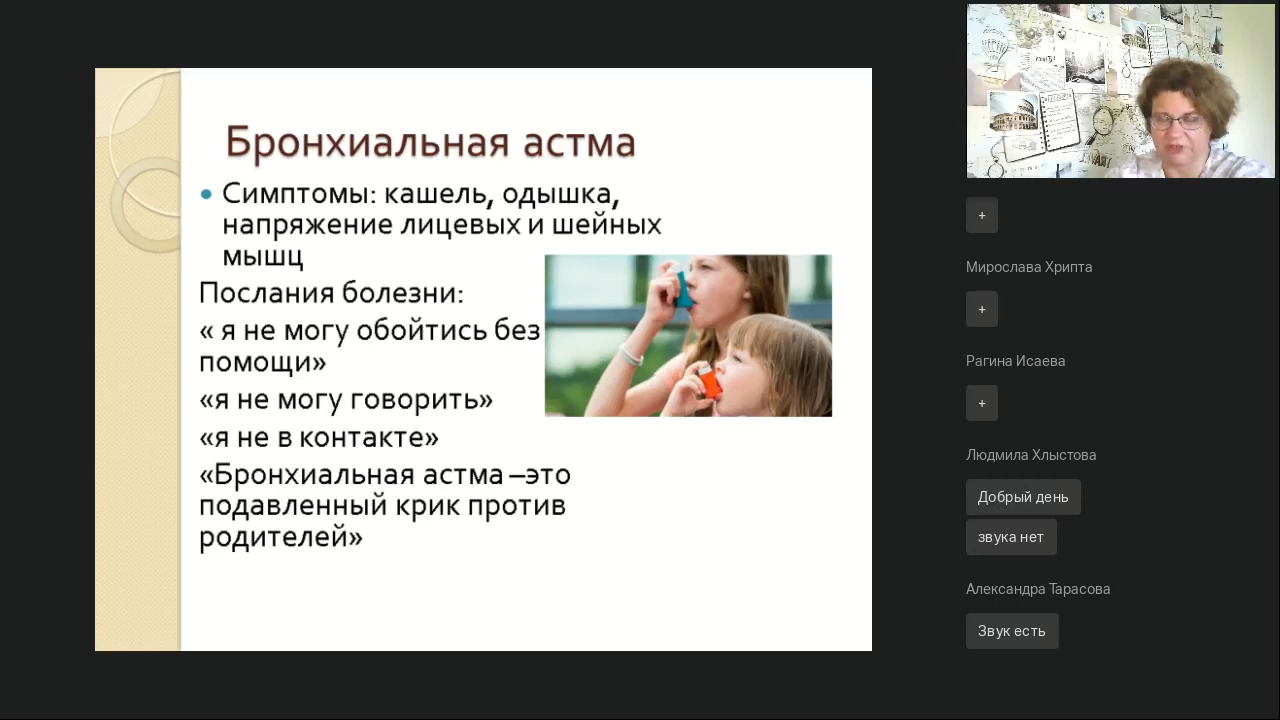 Бронхиальная астма
• Симптомы: кашель, одышка,
напряжение лицевых и шейных
мышц
Послания болезни:
« я не могу обойтись без
помощи»
«я не могу говорить»
«я не в контакте»
«Бронхиальная астма –это
подавленный крик против
родителей»
+
Мирослава Хрипта
+
Рагина Исаева
+
Людмила Хлыстова
Добрый день
звука нет
Александра Тарасова
Звук есть